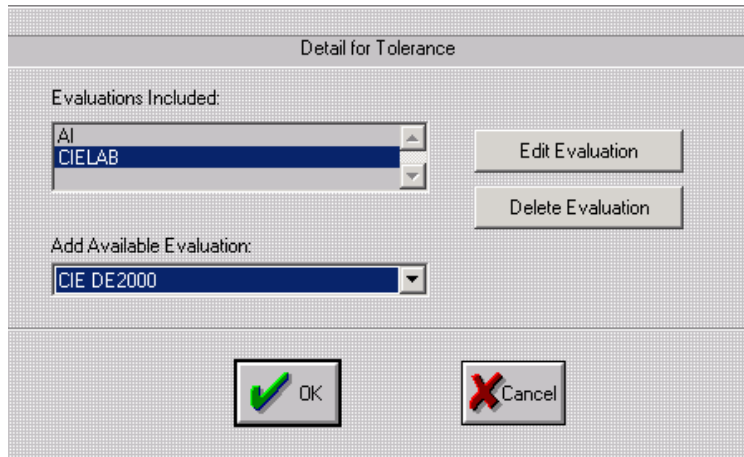 Detail for Tolerance
Evaluations Included:
AI
CIELAB
Edit Evaluation
Delete Evaluation
Add Available Evaluation:
CIE DE2000
OK
Cancel